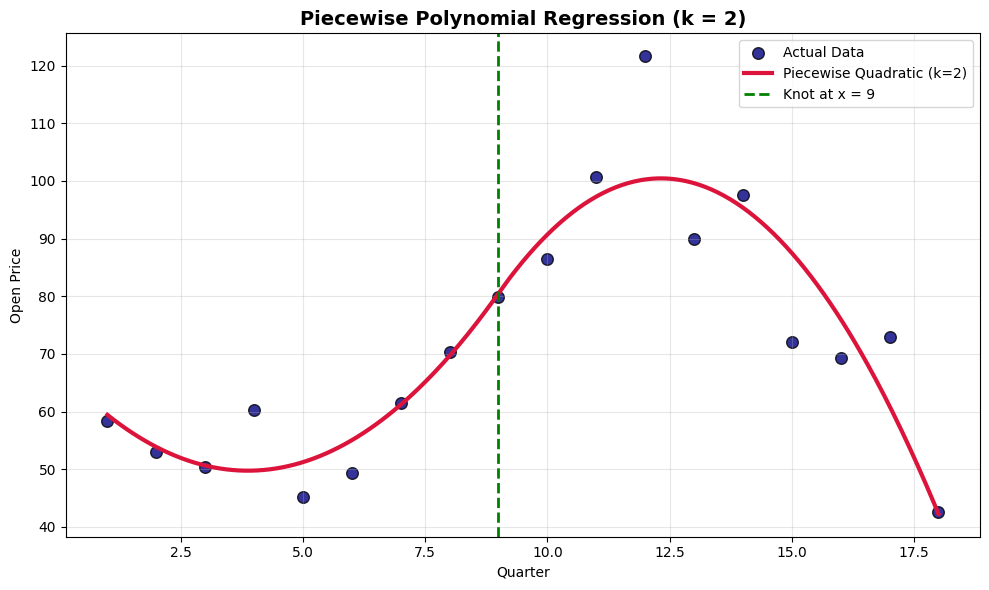 Piecewise Polynomial Regression (k = 2)
Actual Data
Piecewise Quadratic (k=2)
Knot at x = 9
Open Price
120
110
100
90
80
70
60
50
40
2.5 5.0 7.5 10.0 12.5 15.0 17.5
Quarter